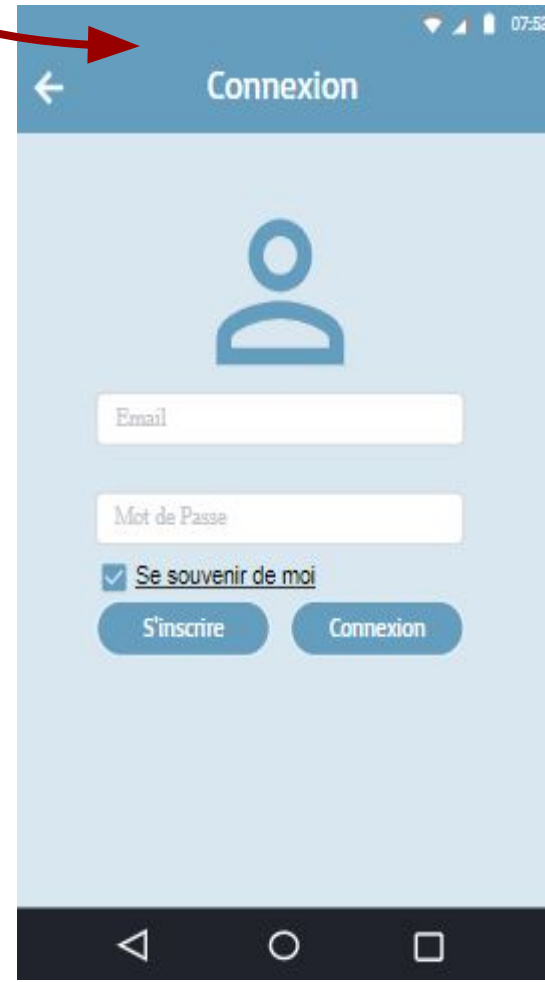 07:52
Connexion
Email
Mot de Passe
Se souvenir de moi
S'inscrire
Connexion